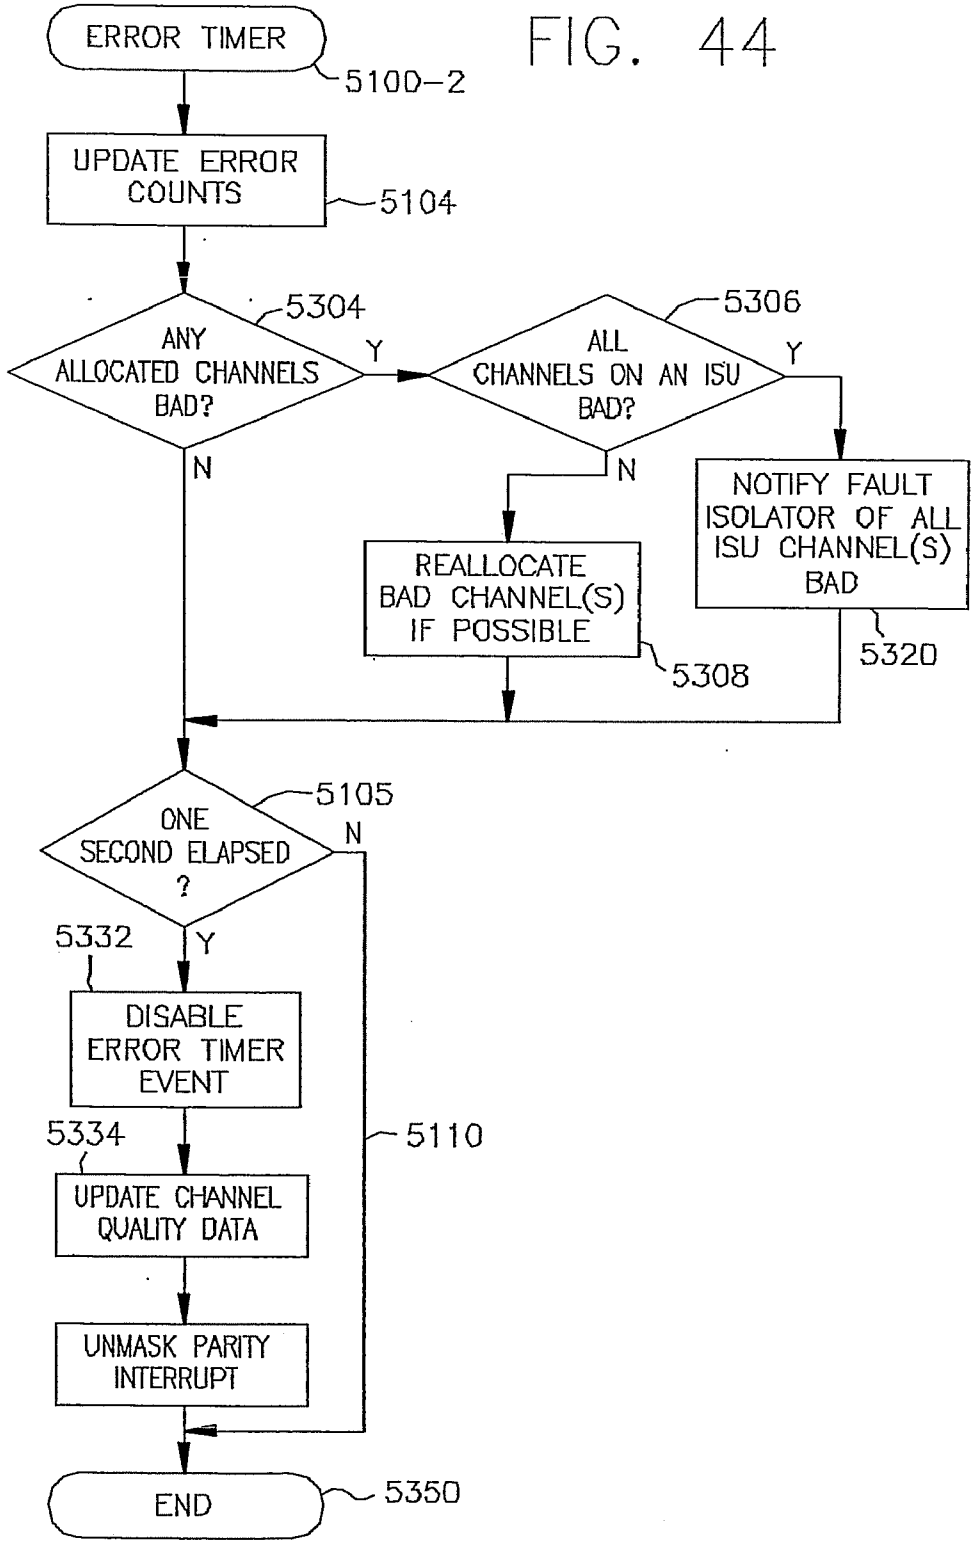 ERROR TIMER
FIG. 44
5100-2
UPDATE ERROR
COUNTS
5104
5304
ANY
ALLOCATED CHANNELS
BAD?
Y
N
5306
ALL
CHANNELS ON AN ISU
BAD?
Y
N
NOTIFY FAULT
ISOLATOR OF ALL
ISU CHANNEL(S)
BAD
5320
REALLOCATE
BAD CHANNEL(S)
IF POSSIBLE
5308
5105
ONE
SECOND ELAPSED
?
N
Y
5332
DISABLE
ERROR TIMER
EVENT
5110
5334
UPDATE CHANNEL
QUALITY DATA
UNMASK PARITY
INTERRUPT
END
5350